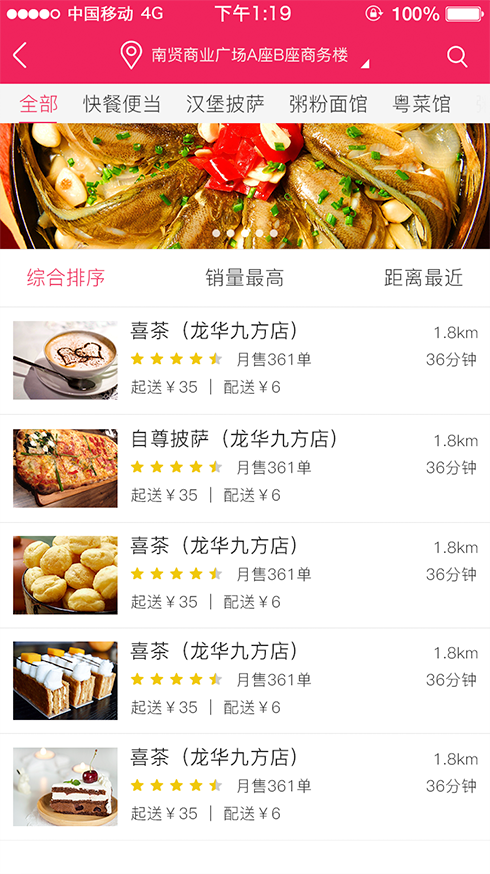 中国移动 4G 下午1:19 100%
南贤商业广场A座B座商务楼
全部 快餐便当 汉堡披萨 粥粉面馆 粤菜馆
综合排序 销量最高 距离最近
喜茶（龙华九方店） 1.8km
月售361单 36分钟
起送￥35 | 配送￥6
自尊披萨（龙华九方店） 1.8km
月售361单 36分钟
起送￥35 | 配送￥6
喜茶（龙华九方店） 1.8km
月售361单 36分钟
起送￥35 | 配送￥6
喜茶（龙华九方店） 1.8km
月售361单 36分钟
起送￥35 | 配送￥6
喜茶（龙华九方店） 1.8km
月售361单 36分钟
起送￥35 | 配送￥6